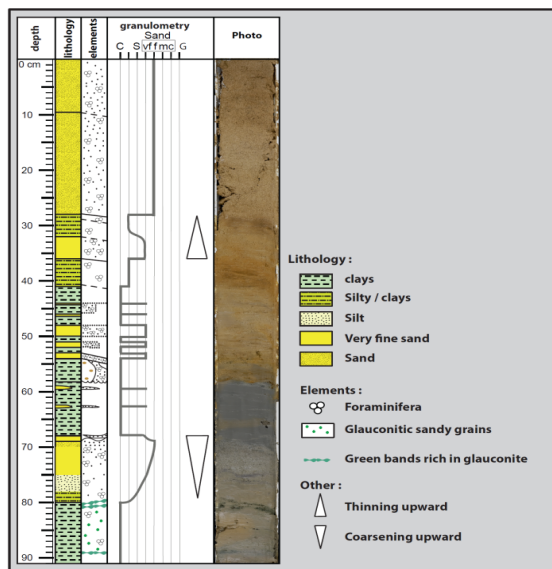 depth
lithology
elements
granulometry
Sand
C S vf f mc G
Photo
0 cm
10
20
30
40
50
60
70
80
90
Lithology :
clays
Silty / clays
Silt
Very fine sand
Sand
Elements :
Foraminifera
Glauconitic sandy grains
Green bands rich in glauconite
Other :
Thinning upward
Coarsening upward